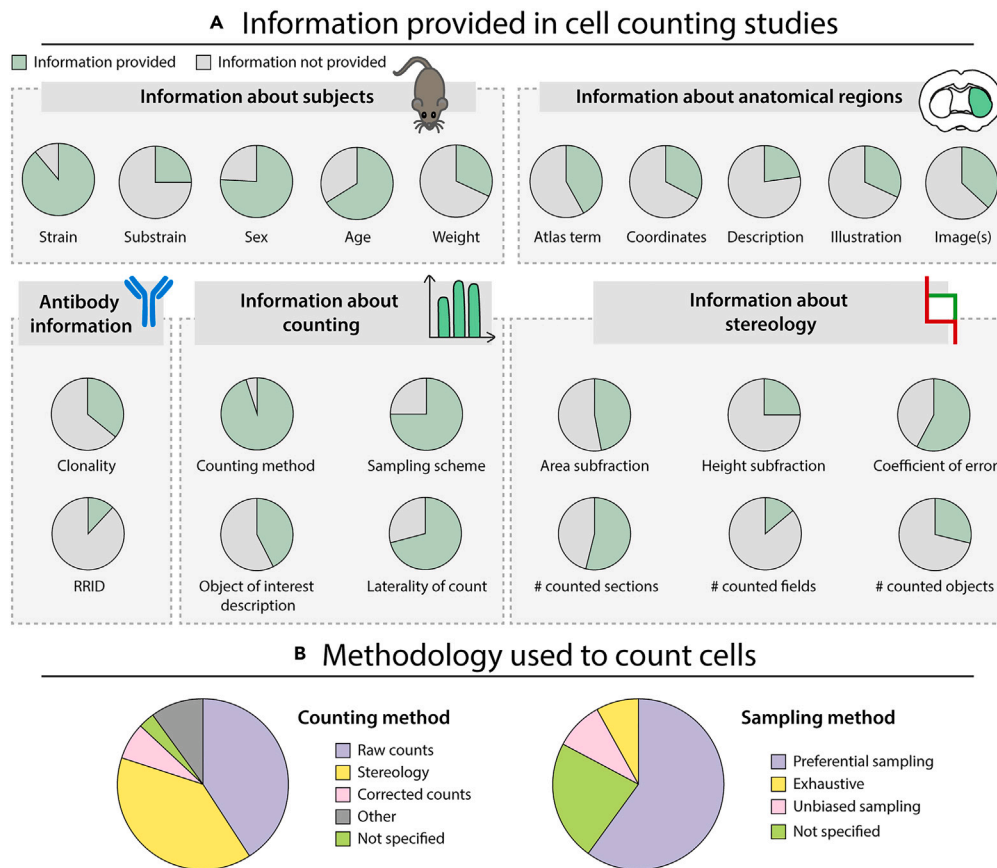 A Information provided in cell counting studies
Information provided
Information not provided
Information about subjects
Information about anatomical regions
Strain
Substrain
Sex
Age
Weight
Atlas term
Coordinates
Description
Illustration
Image(s)
Antibody
information
Information about
counting
Information about
stereology
Clonality
Counting method
Sampling scheme
Area subfraction
Height subfraction
Coefficient of error
RRID
Object of interest
description
Laterality of count
# counted sections
# counted fields
# counted objects
B Methodology used to count cells
Counting method
Raw counts
Stereology
Corrected counts
Other
Not specified
Sampling method
Preferential sampling
Exhaustive
Unbiased sampling
Not specified